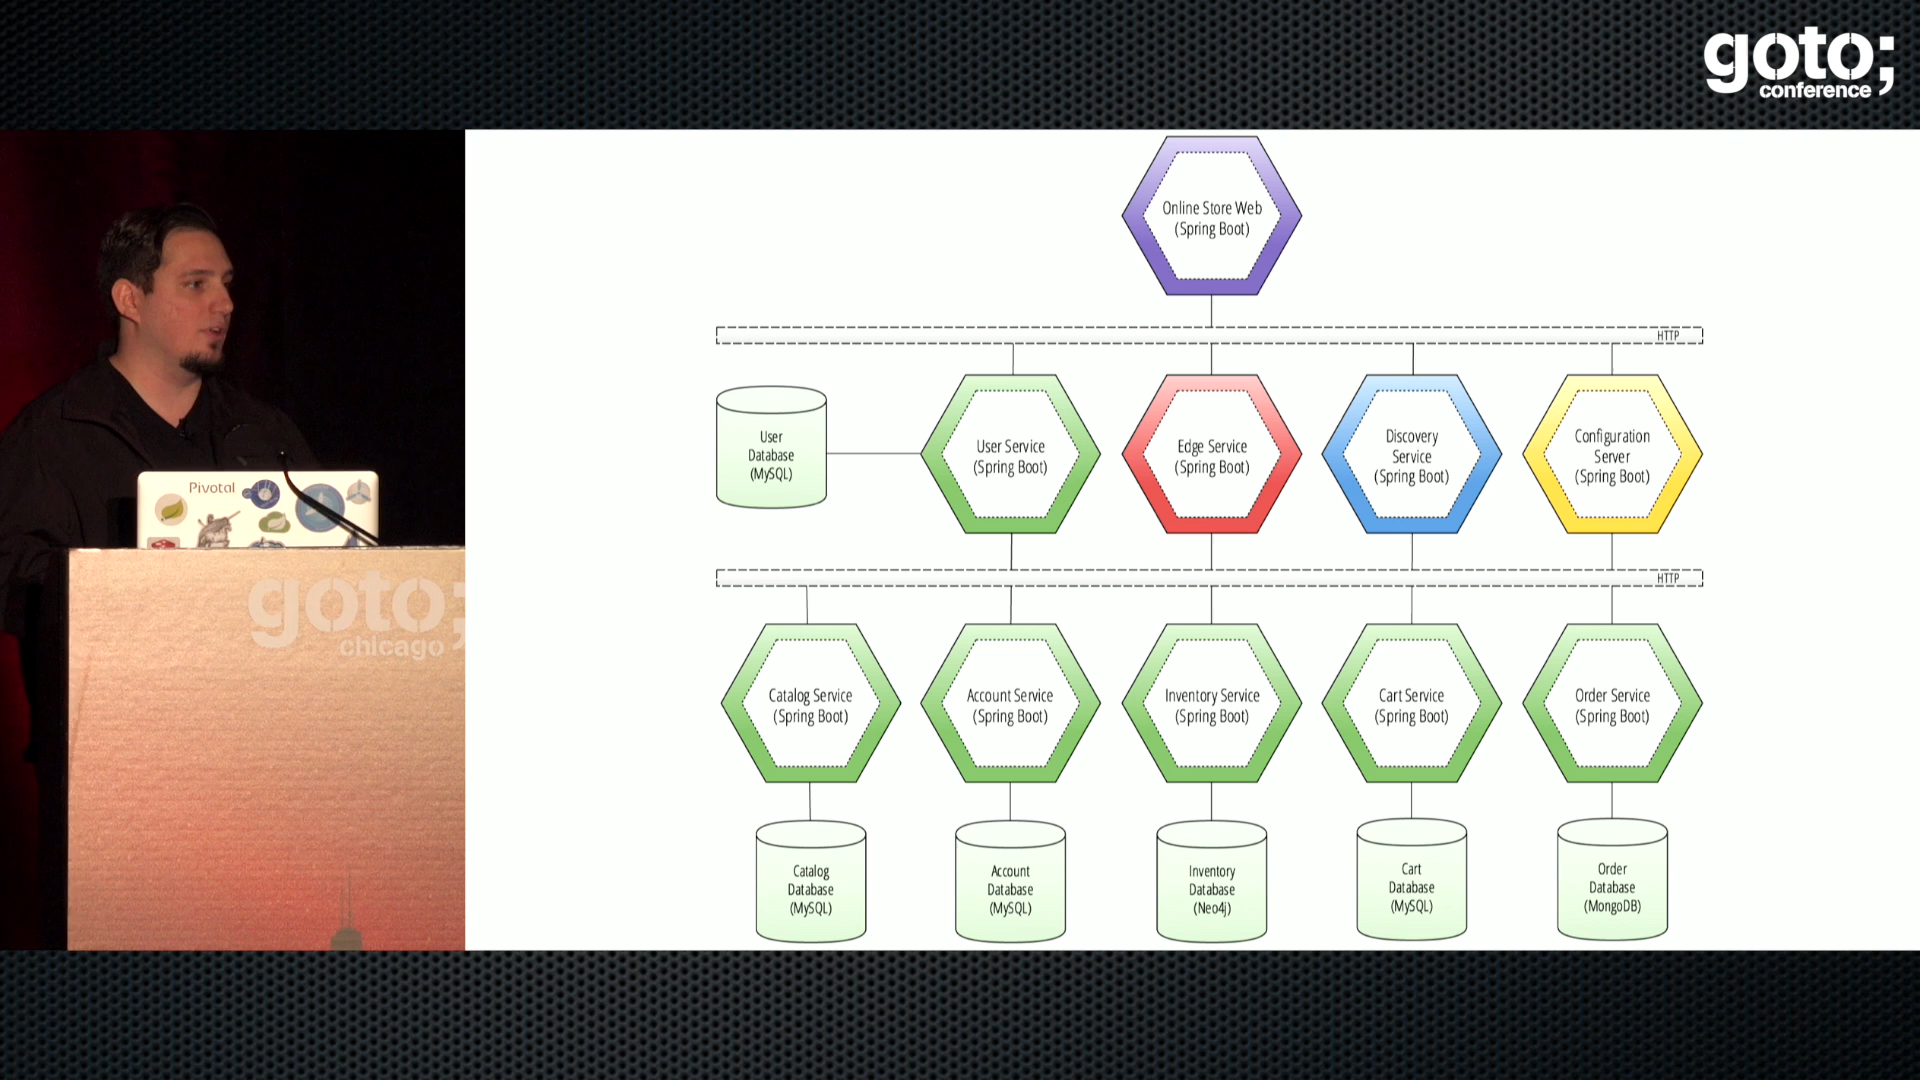 goto;
conference
Online Store Web
(Spring Boot)
HTTP
User
Database
(MySQL)
User Service
(Spring Boot)
Edge Service
(Spring Boot)
Discovery
Service
(Spring Boot)
Configuration
Server
(Spring Boot)
HTTP
Catalog Service
(Spring Boot)
Account Service
(Spring Boot)
Inventory Service
(Spring Boot)
Cart Service
(Spring Boot)
Order Service
(Spring Boot)
Catalog
Database
(MySQL)
Account
Database
(MySQL)
Inventory
Database
(Neo4j)
Cart
Database
(MySQL)
Order
Database
(MongoDB)
Pivotal
goto;
chicago